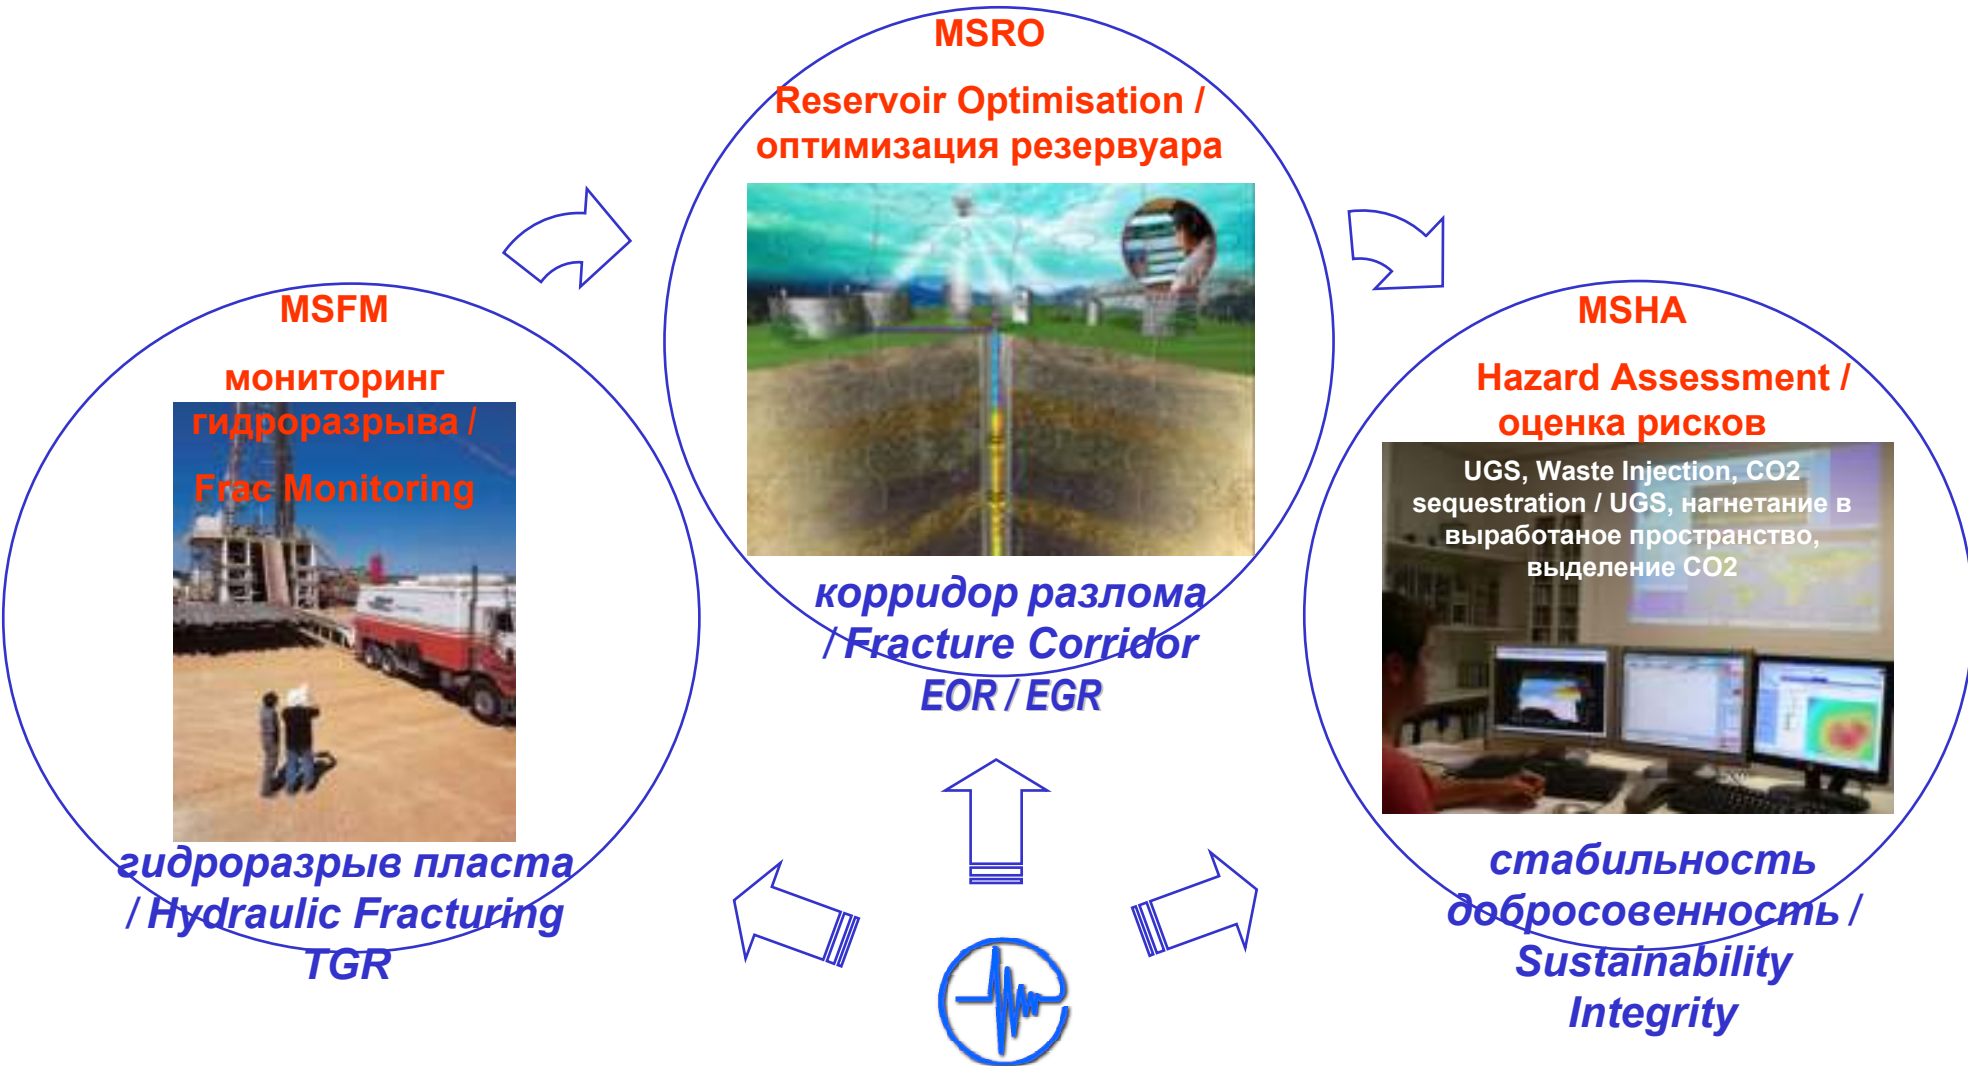 MSRO
Reservoir Optimisation /
оптимизация резервуара
корридор разлома
/ Fracture Corridor
EOR / EGR
MSFM
мониторинг
гидроразрыва /
Frac Monitoring
гидроразрыв пласта
/ Hydraulic Fracturing
TGR
MSHA
Hazard Assessment /
оценка рисков
UGS, Waste Injection, CO2
sequestration / UGS, нагнетание в
выработаное пространство,
выделение CO2
стабильность
добросовенность /
Sustainability
Integrity